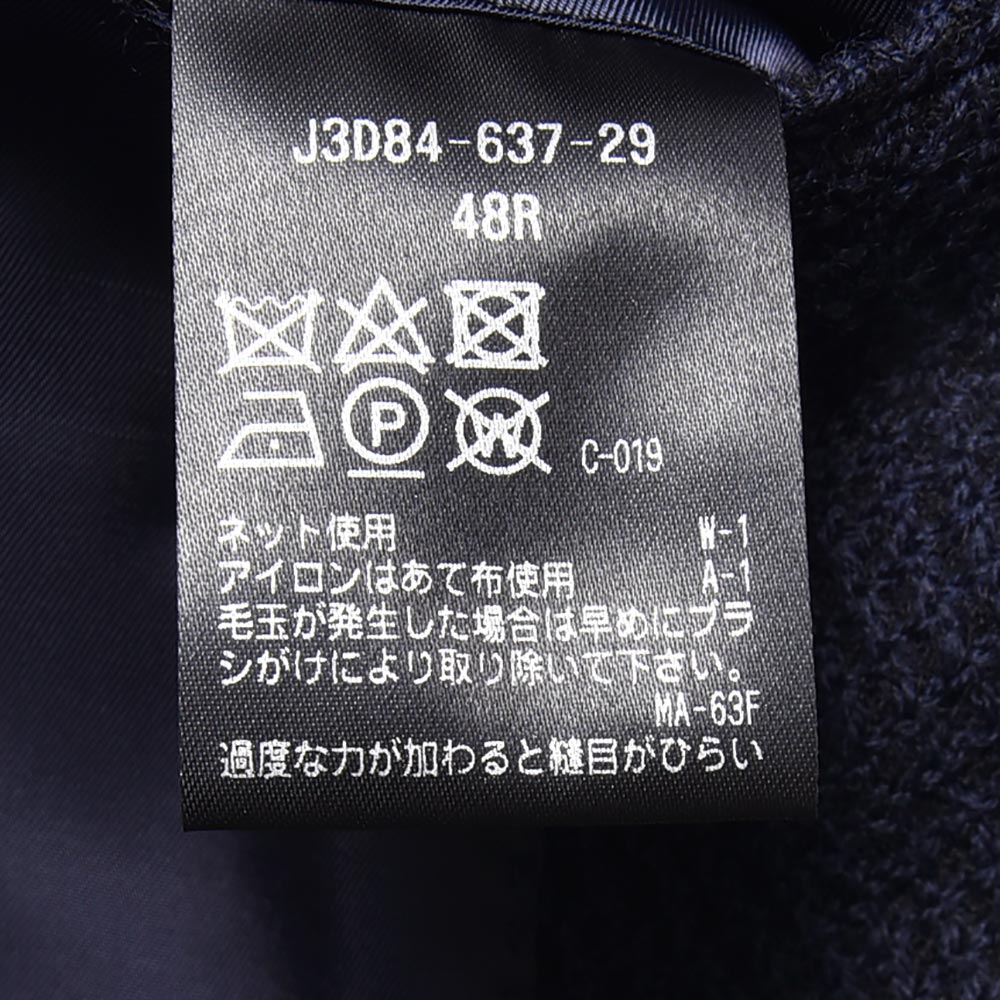 J3D84-637-29
48R
P W C-019
ネット使用 W-1
アイロンはあて布使用 A-1
毛玉が発生した場合は早めにブラ
シがけにより取り除いて下さい。
MA-63F
過度な力が加わると縫目がひらい